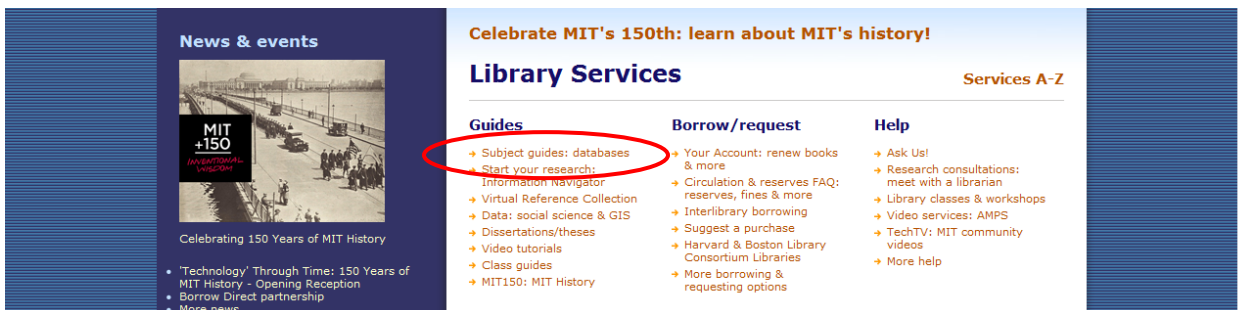 News & events
MIT
+150
INVENTIONAL
WISDOM
Celebrating 150 Years of MIT History
'Technology' Through Time: 150 Years of
MIT History - Opening Reception
Borrow Direct partnership
More news
Celebrate MIT's 150th: learn about MIT's history!
Library Services
Services A-Z
Guides
Subject guides: databases
Start your research:
Information Navigator
Virtual Reference Collection
Data: social science & GIS
Dissertations/theses
Video tutorials
Class guides
MIT150: MIT History
Borrow/request
Your Account: renew books
& more
Circulation & reserves FAQ:
reserves, fines & more
Interlibrary borrowing
Suggest a purchase
Harvard & Boston Library
Consortium Libraries
More borrowing &
requesting options
Help
Ask Us!
Research consultations:
meet with a librarian
Library classes & workshops
Video services: AMPS
TechTV: MIT community
videos
More help